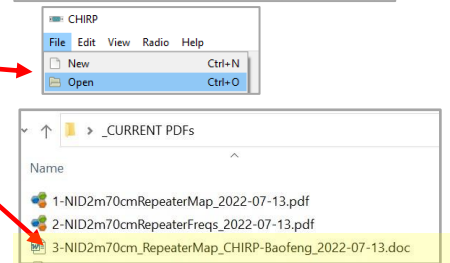 CHIRP
File Edit View Radio Help
New Ctrl+N
Open Ctrl+O
_CURRENT PDFs
Name
1-NID2m70cmRepeaterMap_2022-07-13.pdf
2-NID2m70cmRepeaterFreqs_2022-07-13.pdf
3-NID2m70cm_RepeaterMap_CHIRP-Baofeng_2022-07-13.doc